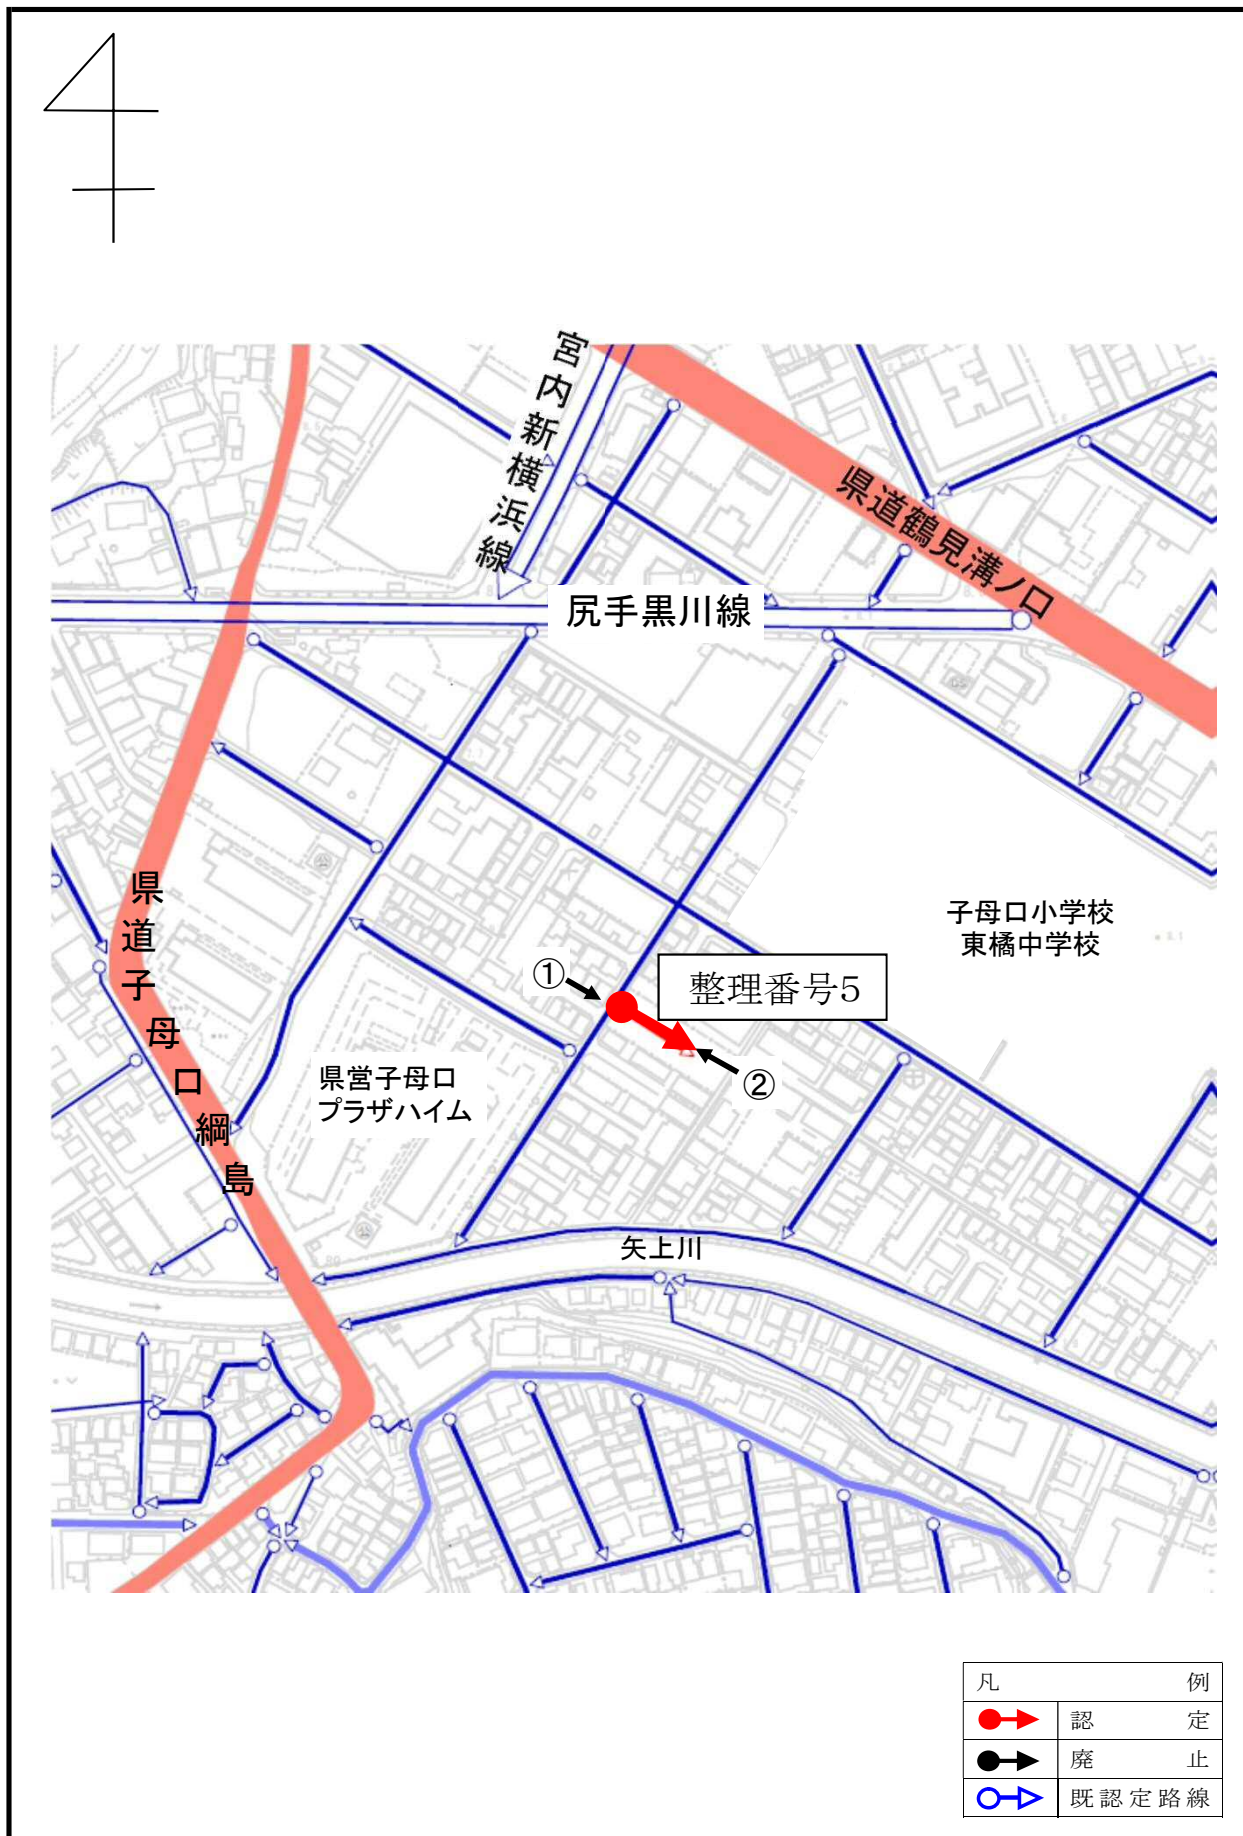 宮内新横浜線
県道鶴見溝ノ口
尻手黒川線
県道子母口綱島
子母口小学校
東橘中学校
①
整理番号5
②
県営子母口
プラザハイム
矢上川
凡例
認定
廃止
既認定路線